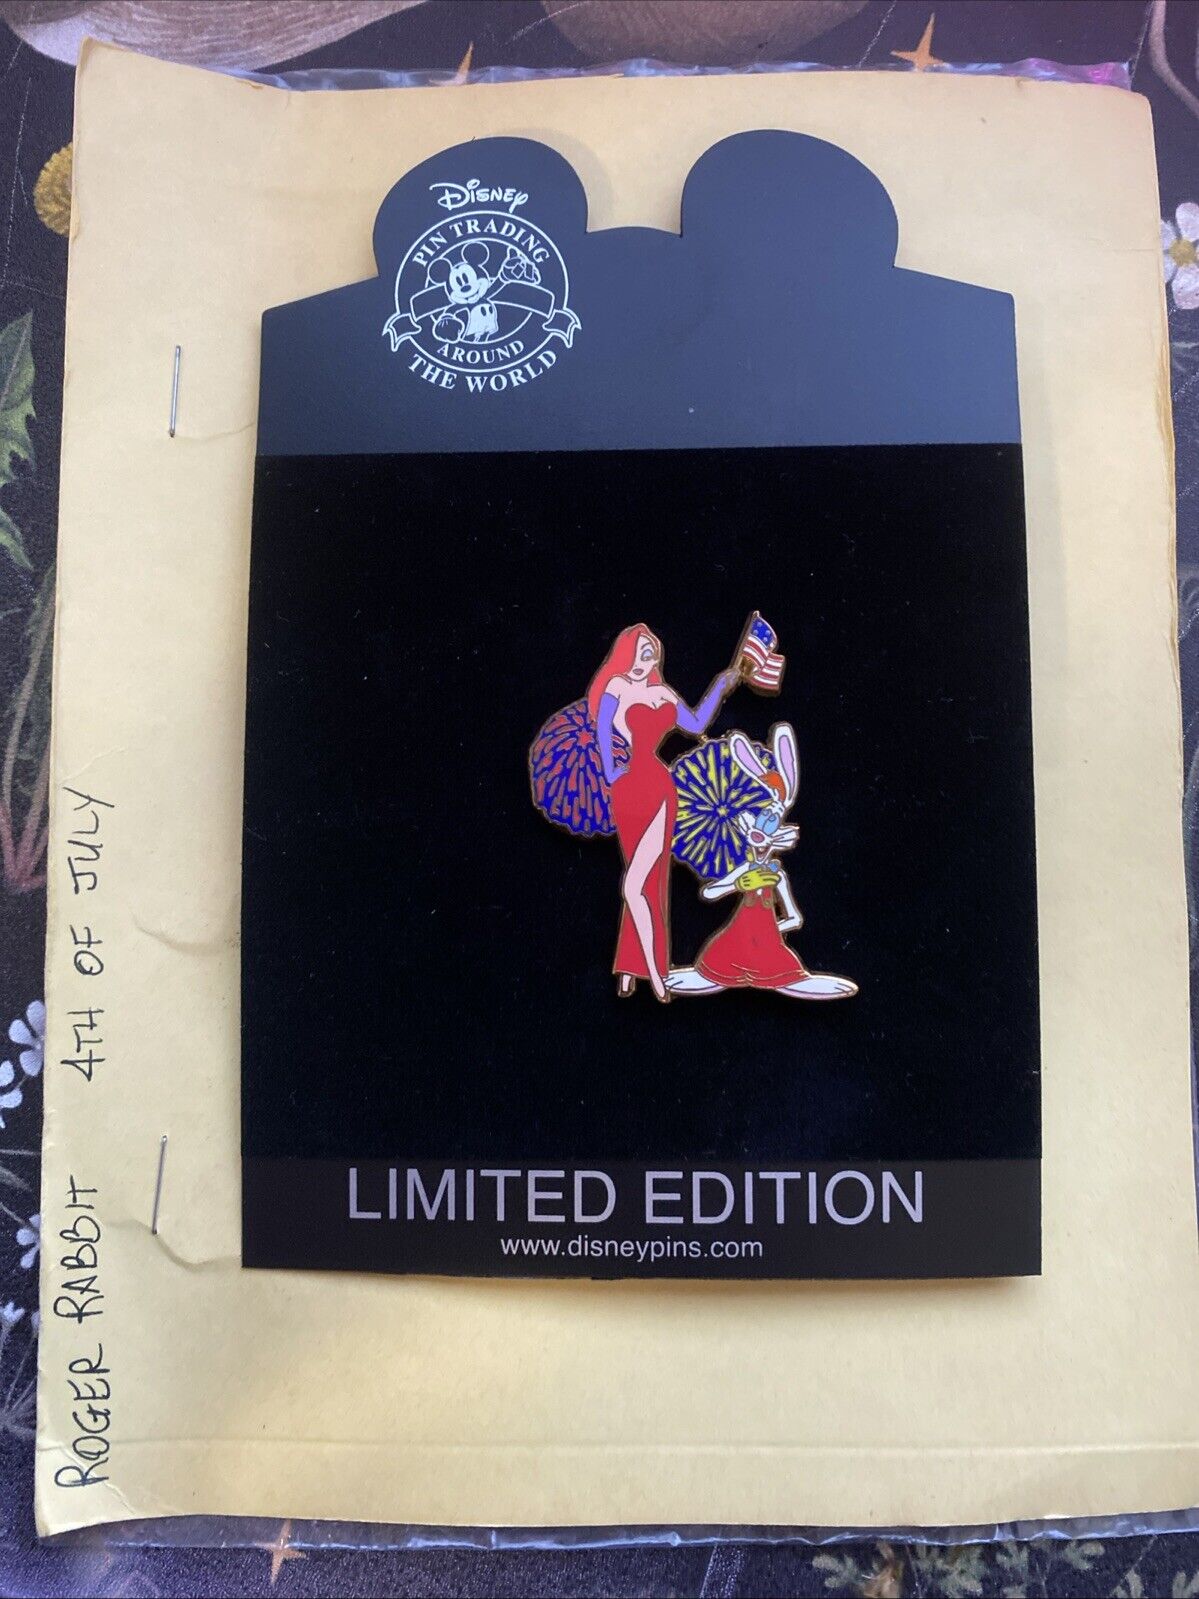 Disney
PIN TRADING
AROUND
THE WORLD
LIMITED EDITION
www.disneypins.com
ROGER RABBIT 4TH OF JULY